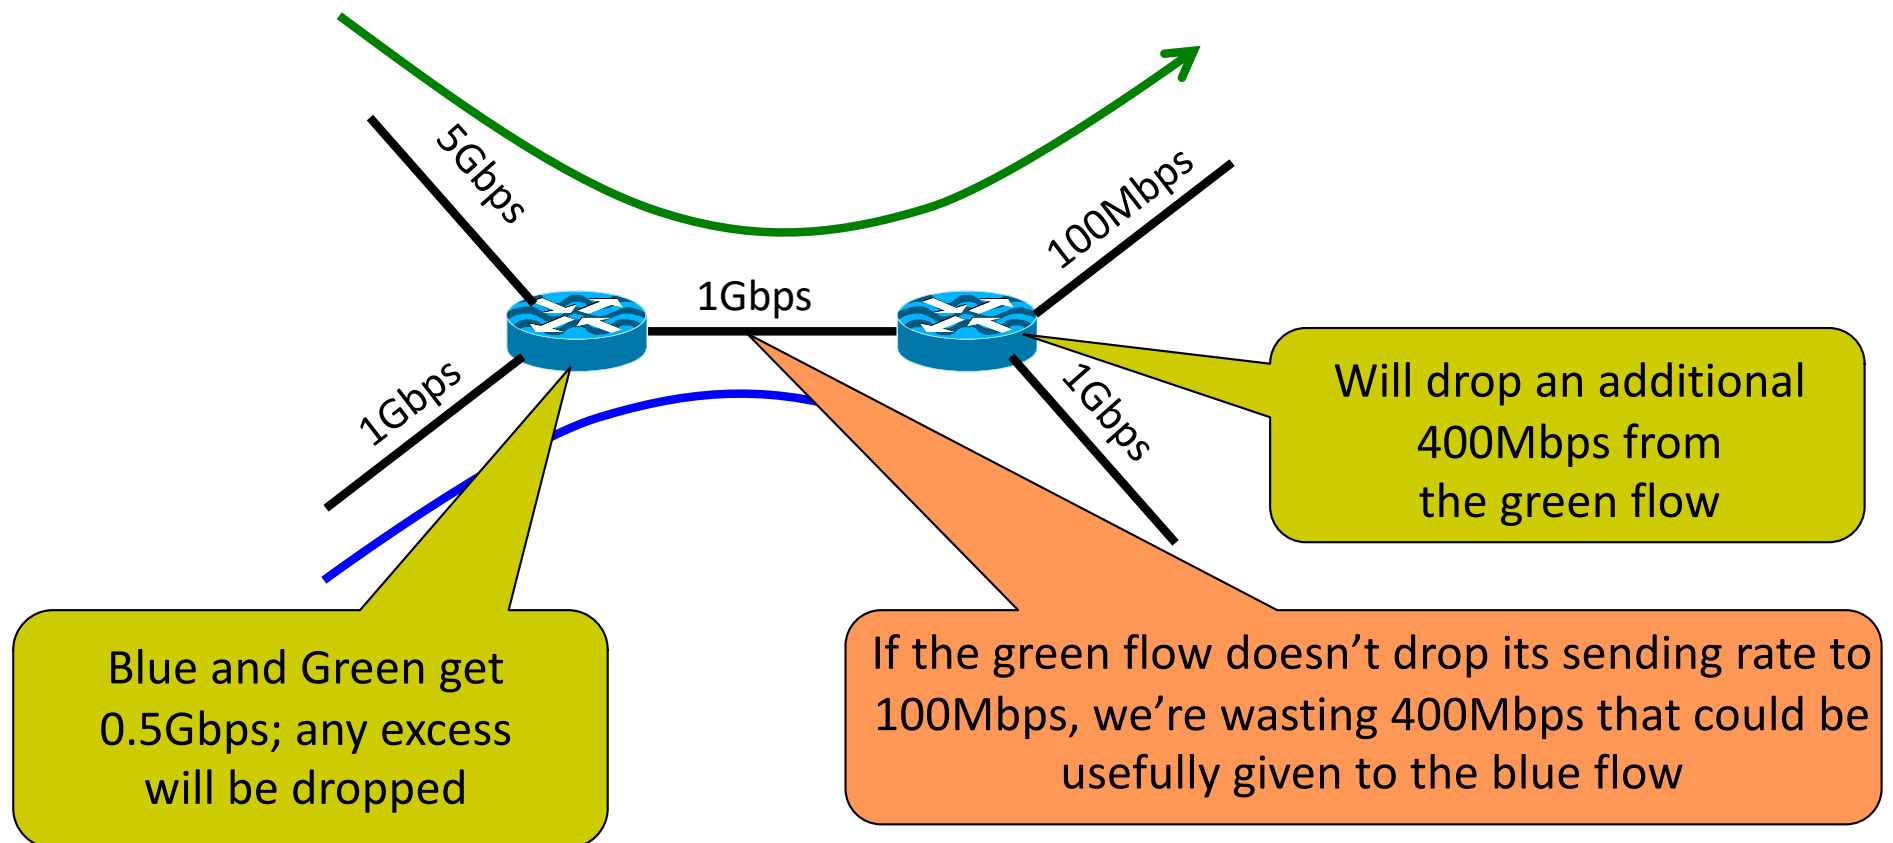 5Gbps
100Mbps
1Gbps
1Gbps
1Gbps
Will drop an additional
400Mbps from
the green flow
Blue and Green get
0.5Gbps; any excess
will be dropped
If the green flow doesn’t drop its sending rate to
100Mbps, we’re wasting 400Mbps that could be
usefully given to the blue flow